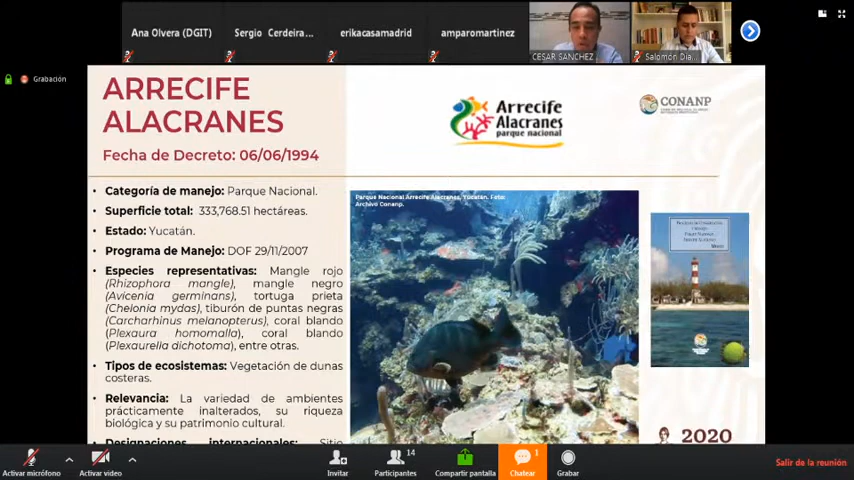 Ana Olvera (DGIT)
Sergio Cerdeira...
erikacasamadrid
amparomartinez
CESAR SANCHEZ
Salomón Dia...
Grabación
ARRECIFE
ALACRANES
Fecha de Decreto: 06/06/1994
Arrecife
Alacranes
parque nacional
CONANP
• Categoría de manejo: Parque Nacional.
• Superficie total: 333,768.51 hectáreas.
• Estado: Yucatán.
• Programa de Manejo: DOF 29/11/2007
• Especies representativas: Mangle rojo
(Rhizophora mangle), mangle negro
(Avicenia germinans), tortuga prieta
(Chelonia mydas), tiburón de puntas negras
(Carcharhinus melanopterus), coral blando
(Plexaura homomalla), coral blando
(Plexaurella dichotoma), entre otras.
• Tipos de ecosistemas: Vegetación de dunas
costeras.
• Relevancia: La variedad de ambientes
prácticamente inalterados, su riqueza
biológica y su patrimonio cultural.
• Designaciones internacionales: Sitio
Parque Nacional Arrecife Alacranes, Yucatán. Foto:
Archivo Conanp.
2020
Activar micrófono
Activar video
Invitar
14
Participantes
Compartir pantalla
1
Chatear
Grabar
Salir de la reunión